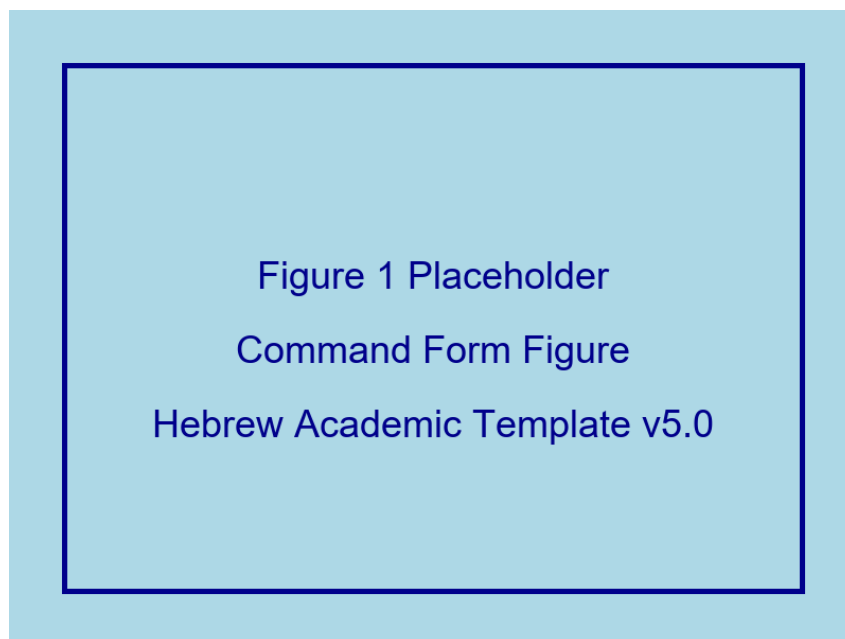 Figure 1 Placeholder
Command Form Figure
Hebrew Academic Template v5.0